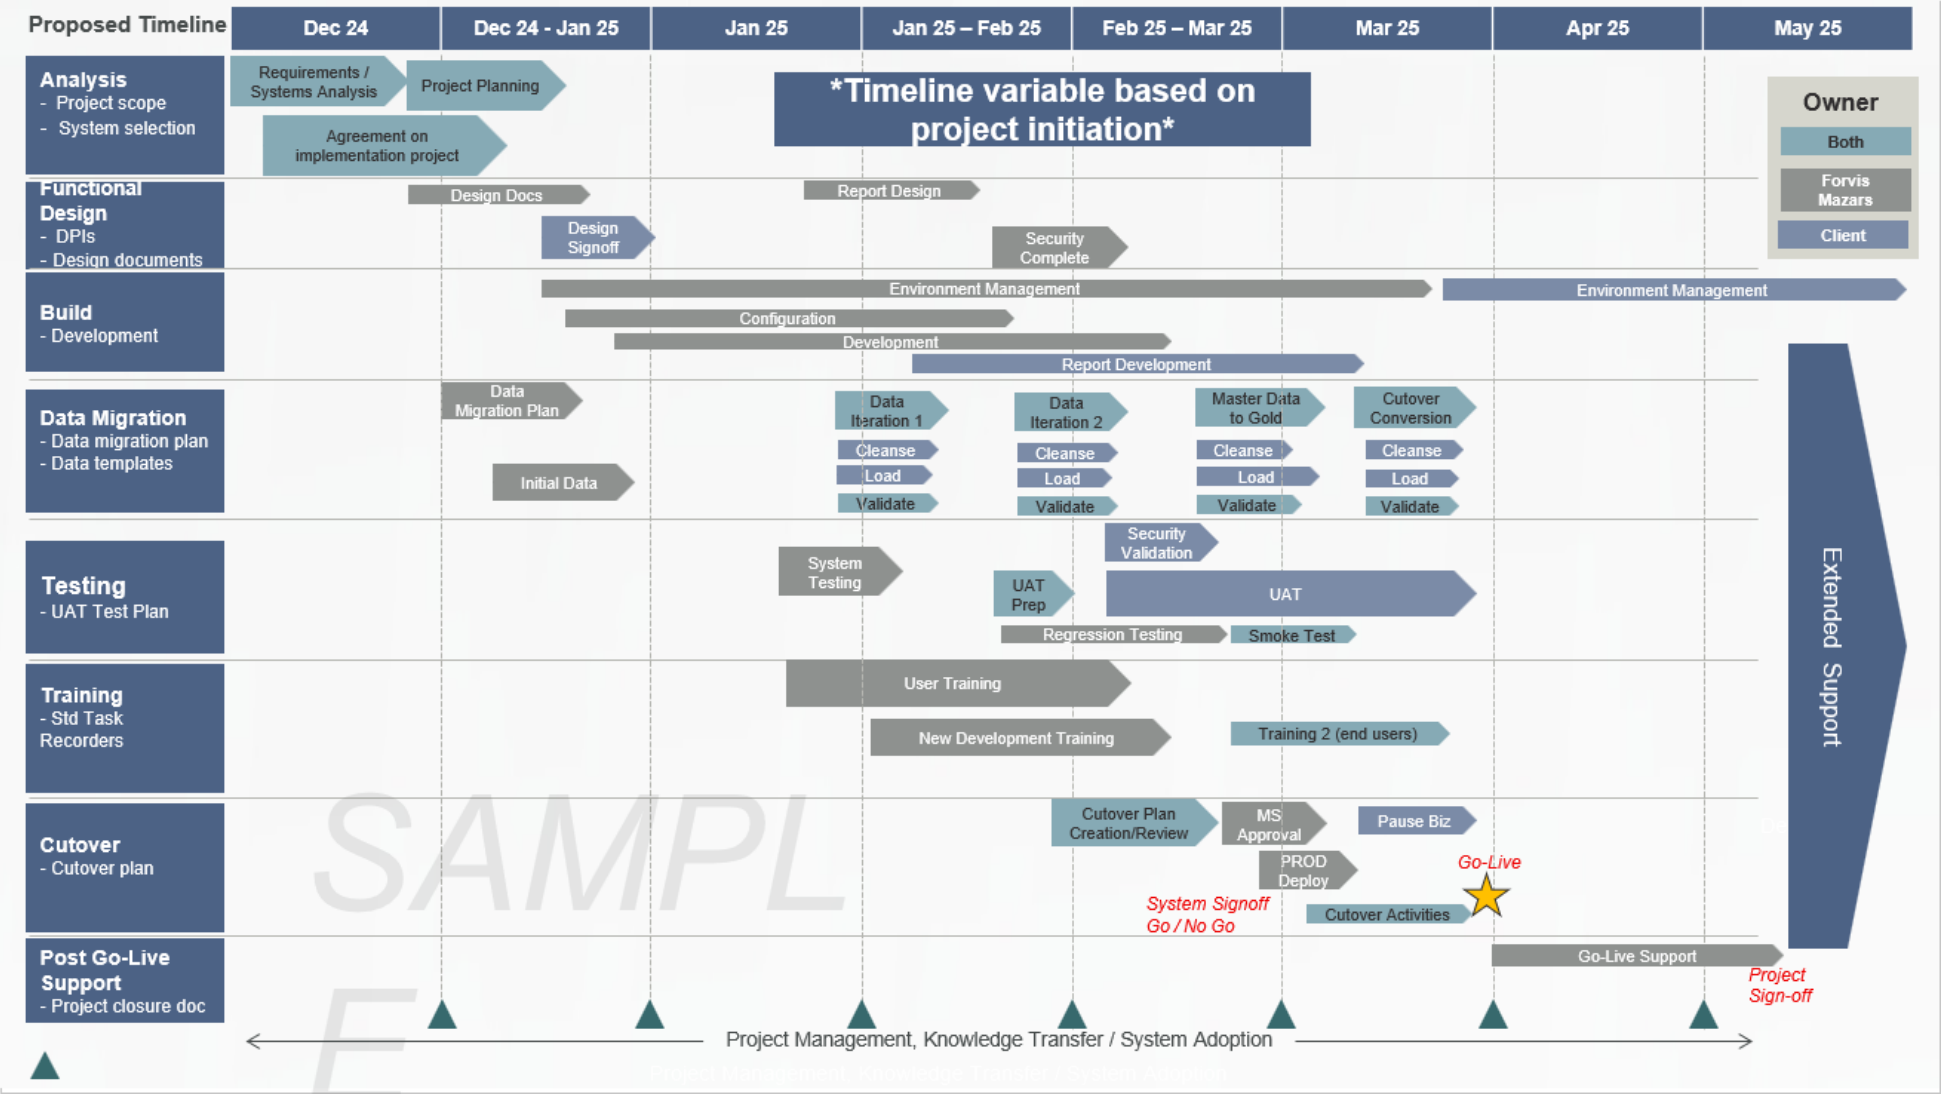 Proposed Timeline
Dec 24
Dec 24 - Jan 25
Jan 25
Jan 25 – Feb 25
Feb 25 – Mar 25
Mar 25
Apr 25
May 25
Analysis
- Project scope
- System selection
Requirements /
Systems Analysis
Project Planning
Agreement on
implementation project
*Timeline variable based on
project initiation*
Owner
Both
Forvis
Mazars
Client
Functional
Design
- DPIs
- Design documents
Design Docs
Design
Signoff
Report Design
Security
Complete
Build
- Development
Environment Management
Environment Management
Configuration
Development
Report Development
Data Migration
- Data migration plan
- Data templates
Data
Migration Plan
Initial Data
Data
Iteration 1
Cleanse
Load
Validate
Data
Iteration 2
Cleanse
Load
Validate
Master Data
to Gold
Cleanse
Load
Validate
Cutover
Conversion
Cleanse
Load
Validate
Testing
- UAT Test Plan
System
Testing
UAT
Prep
Security
Validation
UAT
Regression Testing
Smoke Test
Extended Support
Training
- Std Task
Recorders
User Training
New Development Training
Training 2 (end users)
Cutover
- Cutover plan
Cutover Plan
Creation/Review
MS
Approval
Pause Biz
PROD
Deploy
Go-Live
System Signoff
Go / No Go
Cutover Activities
Post Go-Live
Support
- Project closure doc
Go-Live Support
Project
Sign-off
Project Management, Knowledge Transfer / System Adoption
Project Management, Knowledge Transfer / System Adoption
SAMPL
E